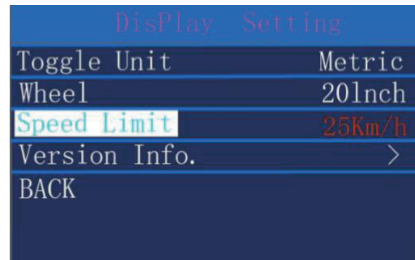 DisPlay Setting
Toggle Unit Metric
Wheel 20lnch
Speed Limit 25Km/h
Version Info. >
BACK